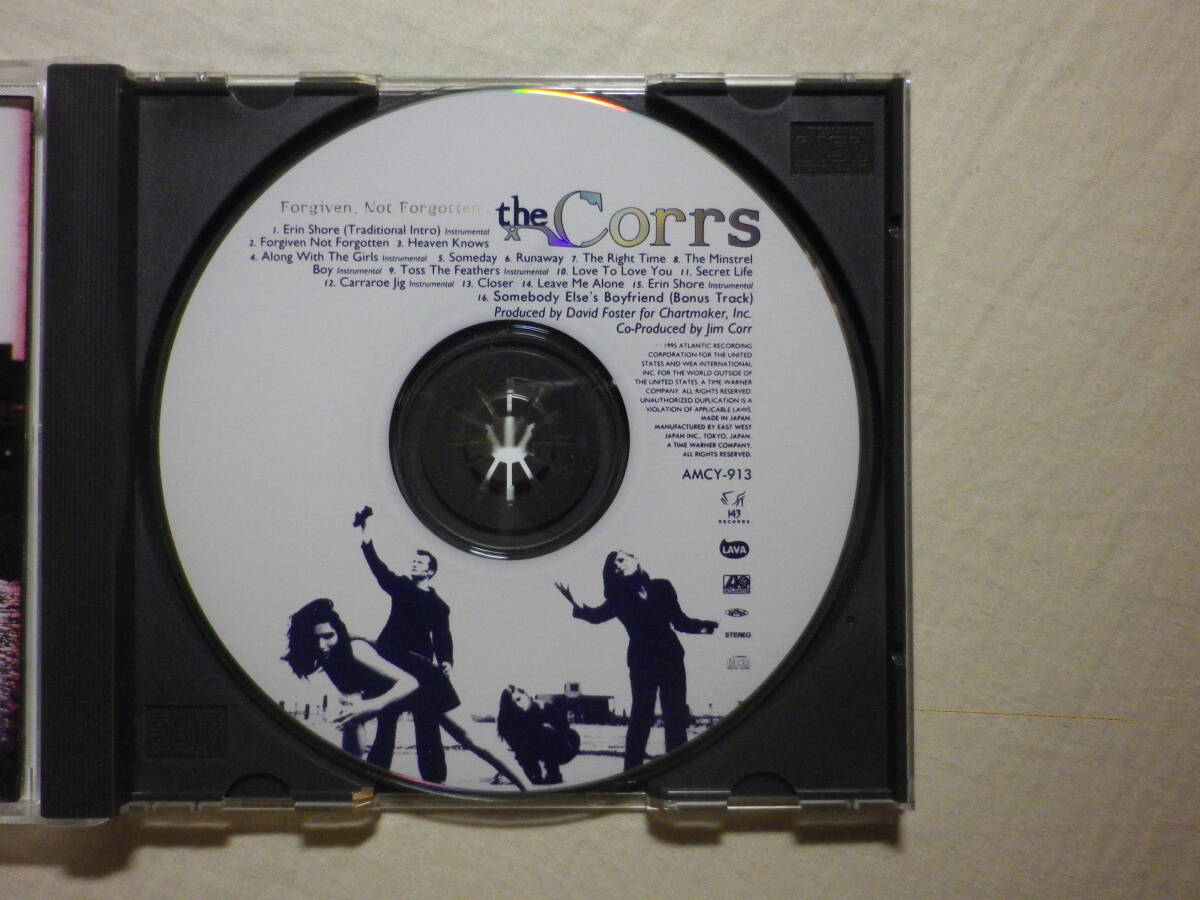 Forgiven, Not Forgotten the Corrs
1. Erin Shore (Traditional Intro) Instrumental
2. Forgiven Not Forgotten 3. Heaven Knows
4. Along With The Girls Instrumental 5. Someday 6. Runaway 7. The Right Time 8. The Minstrel
Boy Instrumental 9. Toss The Feathers Instrumental 10. Love To Love You 11. Secret Life
12. Carraroe Jig Instrumental 13. Closer 14. Leave Me Alone 15. Erin Shore Instrumental
16. Somebody Else's Boyfriend (Bonus Track)
Produced by David Foster for Chartmaker, Inc.
Co-Produced by Jim Corr
1995 ATLANTIC RECORDING
CORPORATION FOR THE UNITED
STATES AND WEA INTERNATIONAL
INC. FOR THE WORLD OUTSIDE OF
THE UNITED STATES. A TIME WARNER
COMPANY. ALL RIGHTS RESERVED
UNAUTHORIZED DUPLICATION IS A
VIOLATION OF APPLICABLE LAWS.
MADE IN JAPAN.
MANUFACTURED BY EAST WEST
JAPAN INC., TOKYO, JAPAN.
A TIME WARNER COMPANY.
ALL RIGHTS RESERVED.
AMCY-913
143
RECORDS
LAVA
ATLANTIC
STEREO